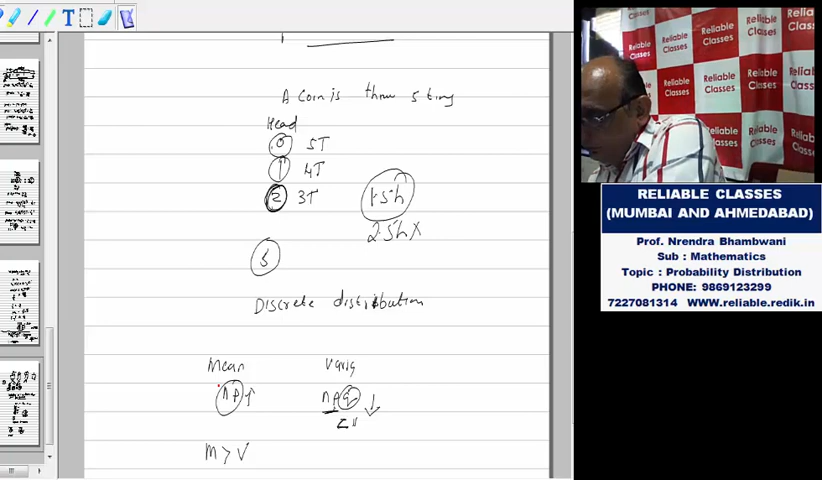 A Coin is thrown 5 times
Head
0 5T
1 4T
2 3T
1.5h
2.5h X
5
Discrete distribution
Mean Varia
np ↑ npq ↓
M > V
Reliable Classes
RELIABLE CLASSES
(MUMBAI AND AHMEDABAD)
Prof. Nrendra Bhambwani
Sub : Mathematics
Topic : Probability Distribution
PHONE: 9869123299
7227081314 WWW.reliable.redik.in